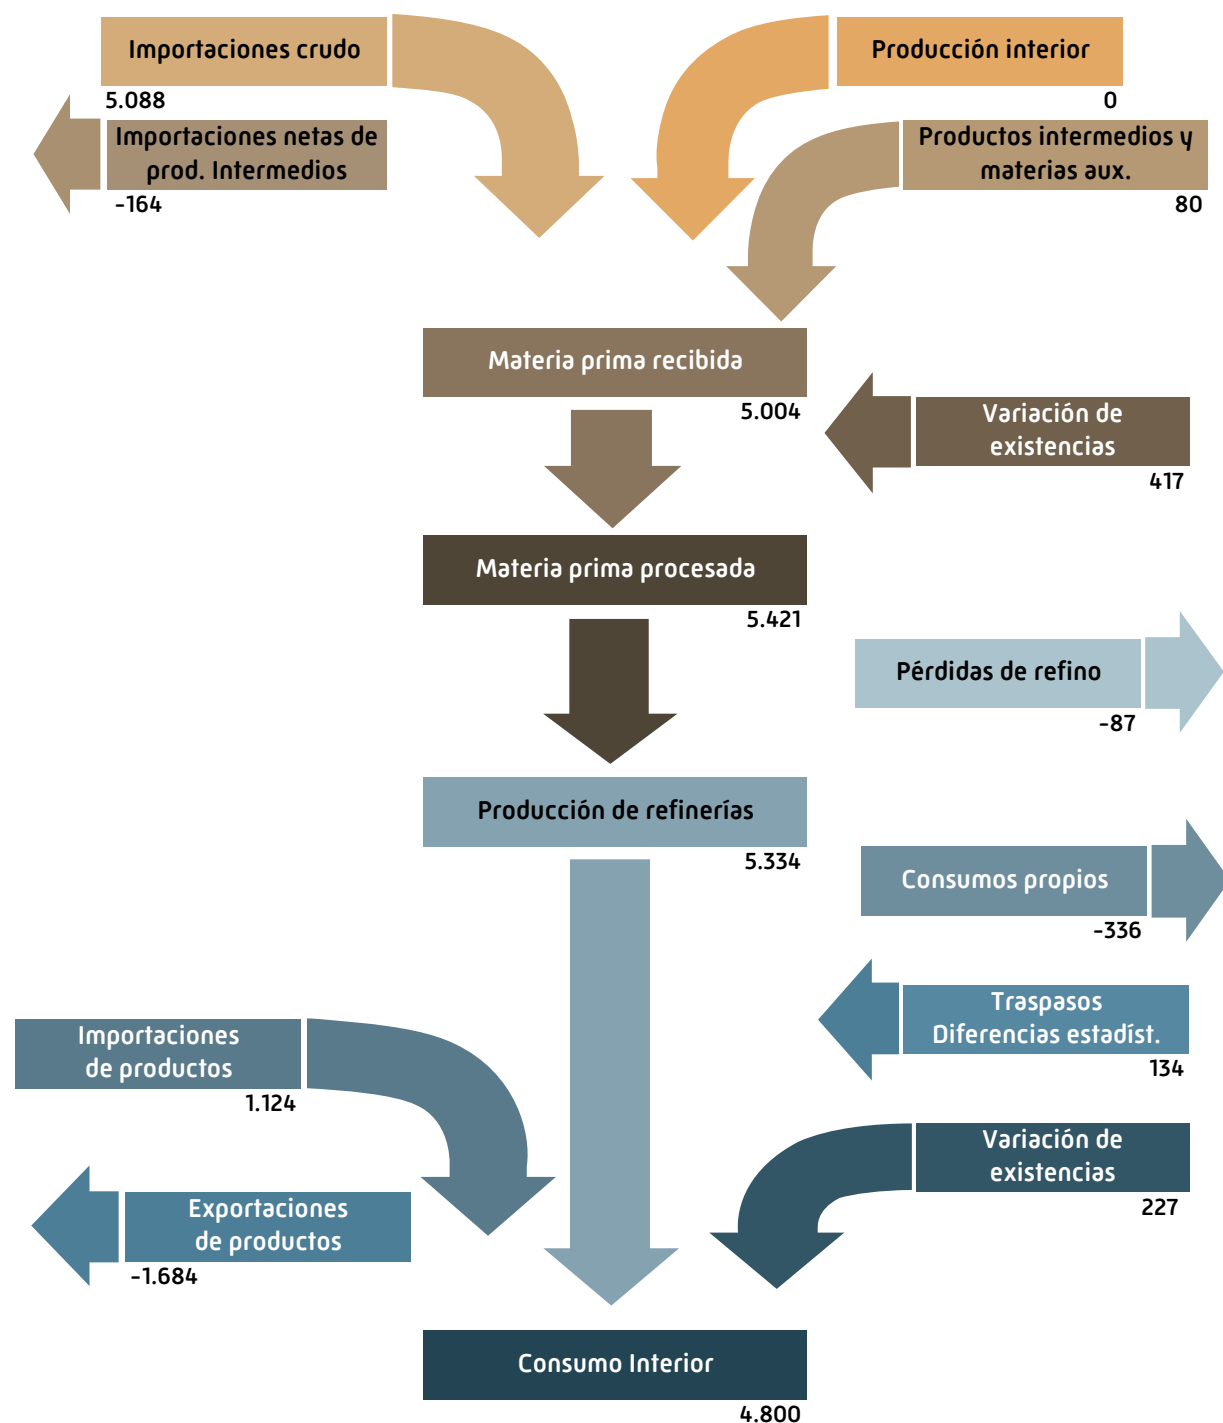 Importaciones crudo
5.088
Producción interior
0
Importaciones netas de
prod. Intermedios
-164
Productos intermedios y
materias aux.
80
Materia prima recibida
5.004
Variación de
existencias
417
Materia prima procesada
5.421
Pérdidas de refino
-87
Producción de refinerías
5.334
Consumos propios
-336
Traspasos
Diferencias estadíst.
134
Importaciones
de productos
1.124
Variación de
existencias
227
Exportaciones
de productos
-1.684
Consumo Interior
4.800